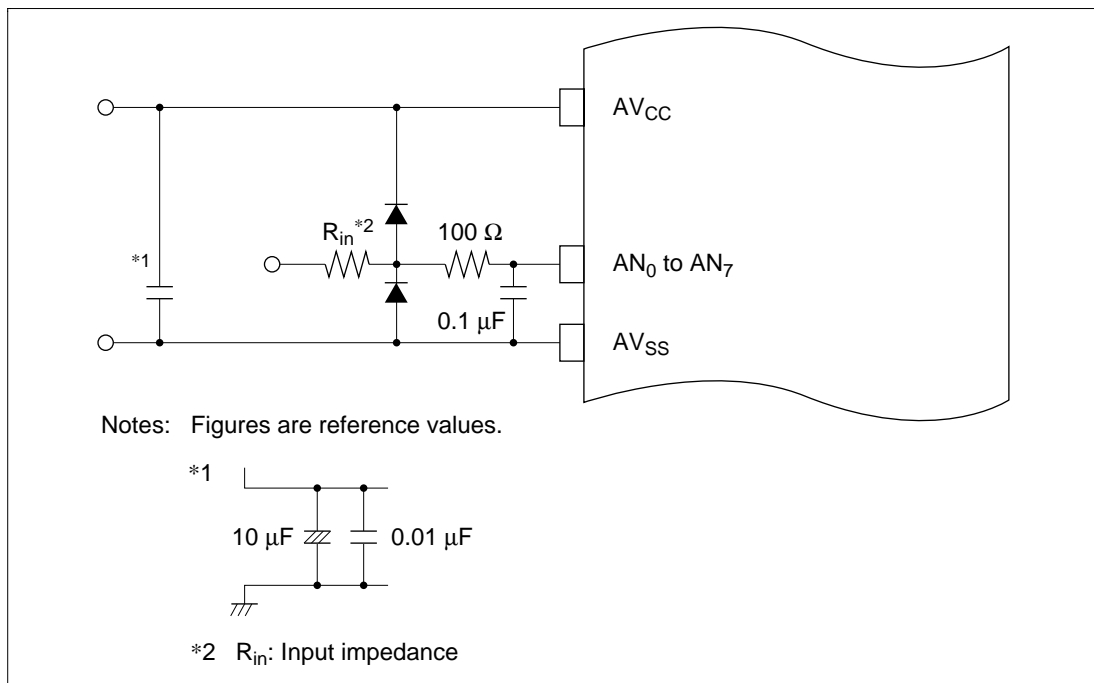 AVCC
Rin*2
100 Ω
*1
AN0 to AN7
0.1 μF
AVSS
Notes: Figures are reference values.
*1
10 μF
0.01 μF
*2 Rin: Input impedance